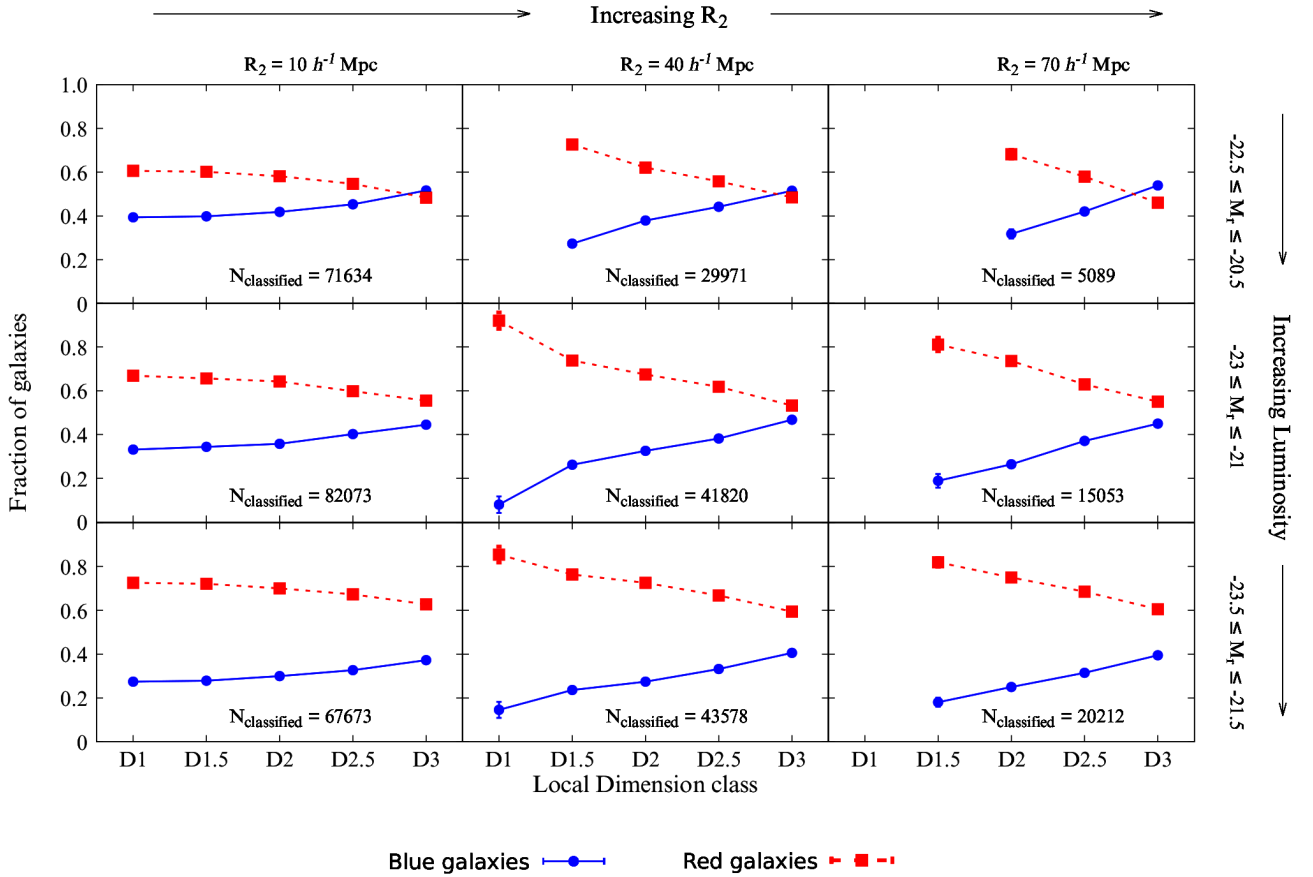 Increasing R2
R2 = 10 h-1 Mpc R2 = 40 h-1 Mpc R2 = 70 h-1 Mpc
1.0
0.8
0.6
0.4
0.2
0
Nclassified = 71634 Nclassified = 29971 Nclassified = 5089
-22.5 ≤ Mr ≤ -20.5
0.8
0.6
0.4
0.2
0
Nclassified = 82073 Nclassified = 41820 Nclassified = 15053
-23 ≤ Mr ≤ -21
Fraction of galaxies
Increasing Luminosity
0.8
0.6
0.4
0.2
0
Nclassified = 67673 Nclassified = 43578 Nclassified = 20212
-23.5 ≤ Mr ≤ -21.5
D1 D1.5 D2 D2.5 D3 D1 D1.5 D2 D2.5 D3 D1 D1.5 D2 D2.5 D3
Local Dimension class
Blue galaxies Red galaxies